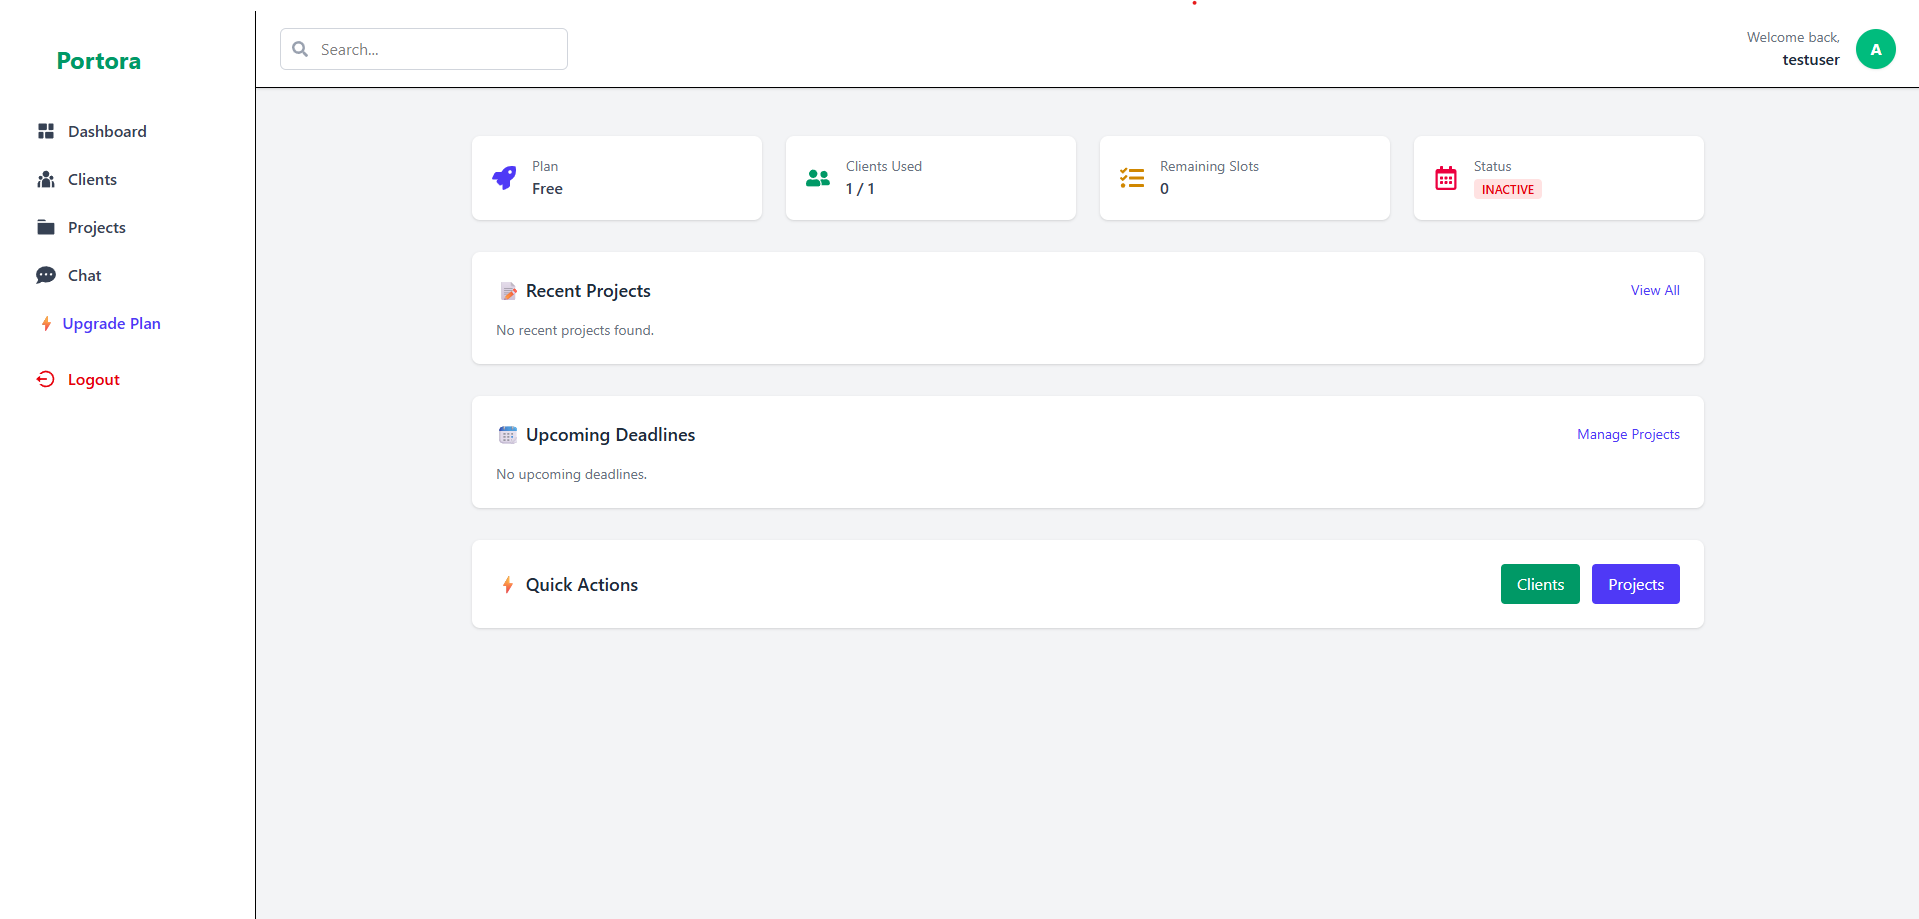 Portora
Dashboard
Clients
Projects
Chat
Upgrade Plan
Logout
Search...
Welcome back,
testuser
A
Plan
Free
Clients Used
1 / 1
Remaining Slots
0
Status
INACTIVE
Recent Projects
View All
No recent projects found.
Upcoming Deadlines
Manage Projects
No upcoming deadlines.
Quick Actions
Clients
Projects